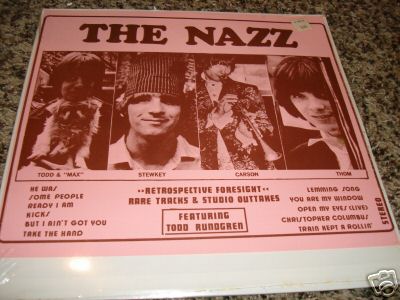 THE NAZZ
TODD & "MAX"
STEWKEY
CARSON
THOM
HE WAS
SOME PEOPLE
READY I AM
KICKS
BUT I AIN'T GOT YOU
TAKE THE HAND
••RETROSPECTIVE FORESIGHT••
RARE TRACKS & STUDIO OUTTAKES
FEATURING
TODD RUNDGREN
LEMMING SONG
YOU ARE MY WINDOW
OPEN MY EYES (LIVE)
CHRISTOPHER COLUMBUS
TRAIN KEPT A ROLLIN'
STEREO